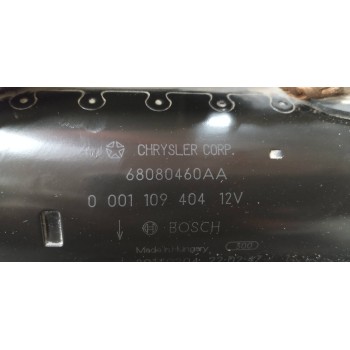 CHRYSLER CORP.
68080460AA
0 001 109 404 12V
BOSCH
Made in Hungary